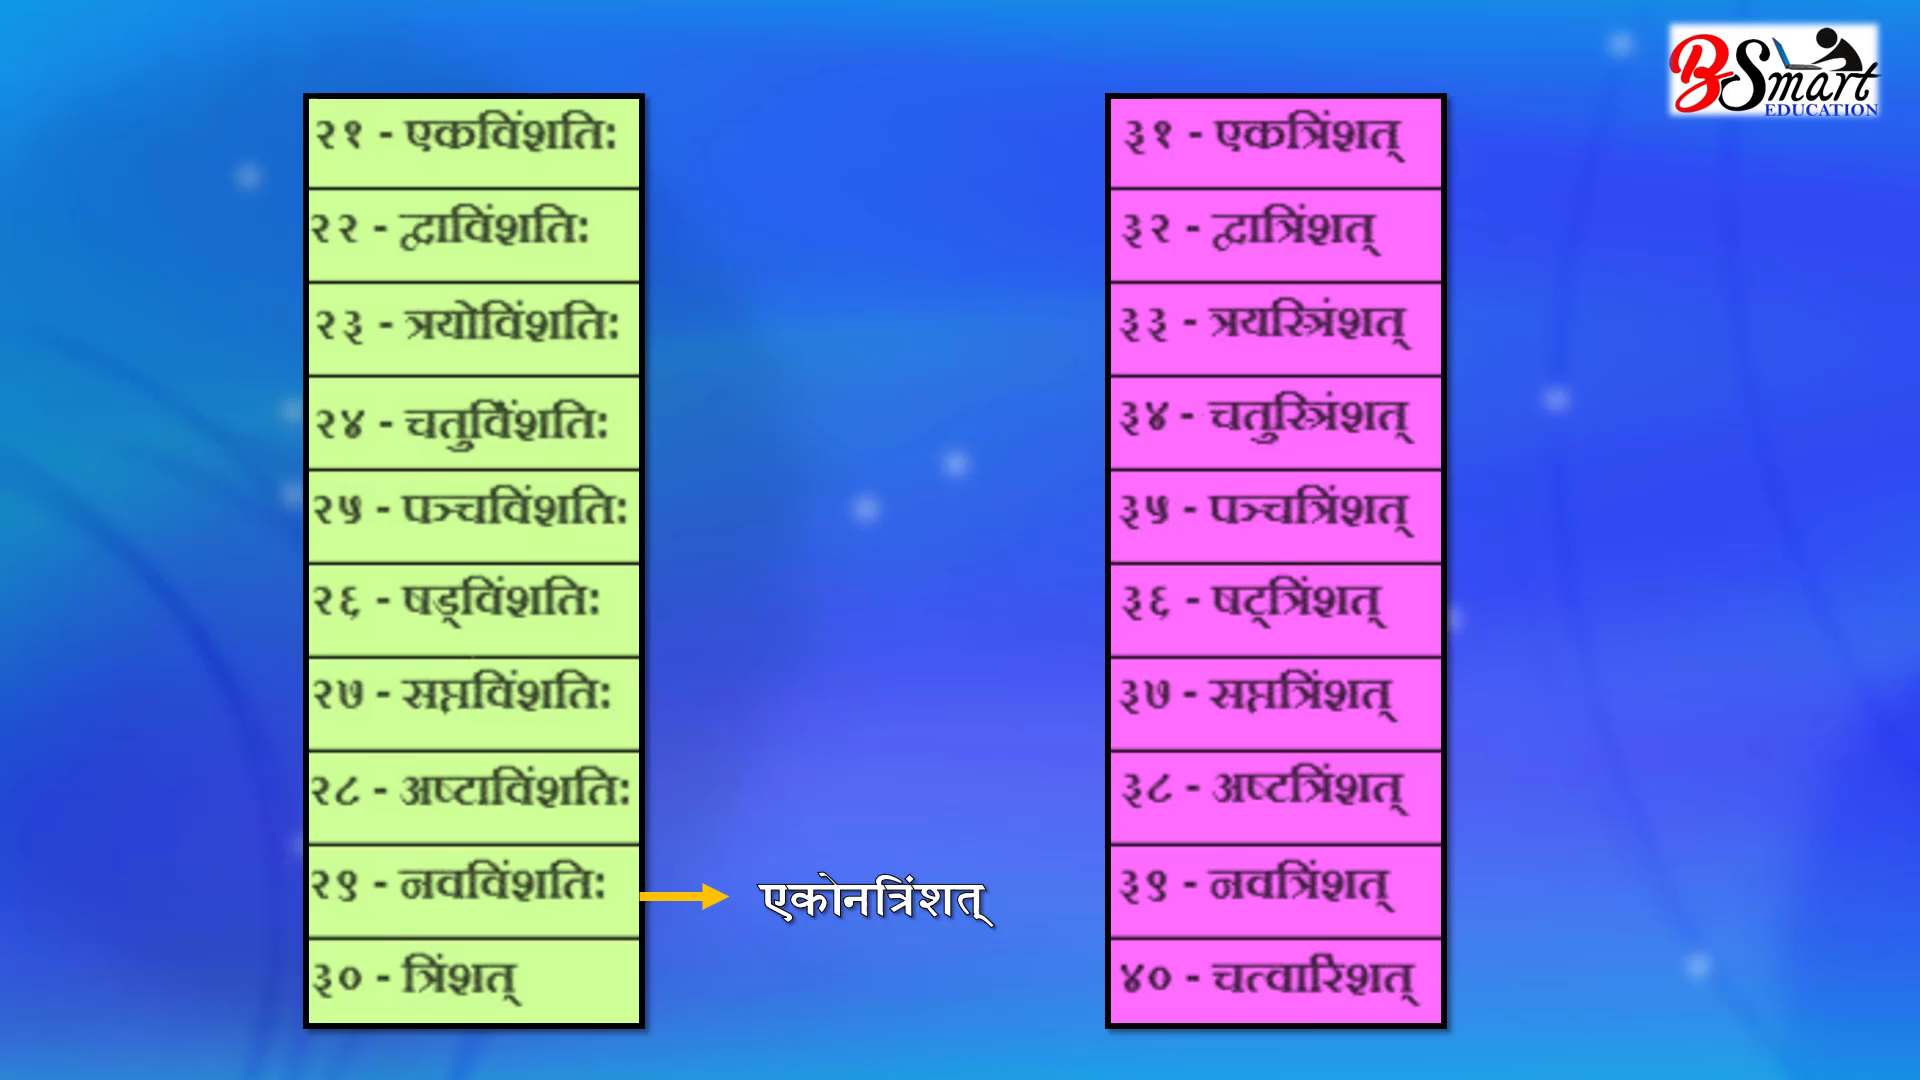 BSmart
EDUCATION
२१ - एकविंशतिः
२२ - द्वाविंशतिः
२३ - त्रयोविंशतिः
२४ - चतुर्विंशतिः
२५ - पञ्चविंशतिः
२६ - षड्‌विंशतिः
२७ - सप्तविंशतिः
२८ - अष्टाविंशतिः
२९ - नवविंशतिः
एकोनत्रिंशत्
३० - त्रिंशत्
३१ - एकत्रिंशत्
३२ - द्वात्रिंशत्
३३ - त्रयस्त्रिंशत्
३४ - चतुस्त्रिंशत्
३५ - पञ्चत्रिंशत्
३६ - षट्‌त्रिंशत्
३७ - सप्तत्रिंशत्
३८ - अष्टत्रिंशत्
३९ - नवत्रिंशत्
४० - चत्वारिंशत्